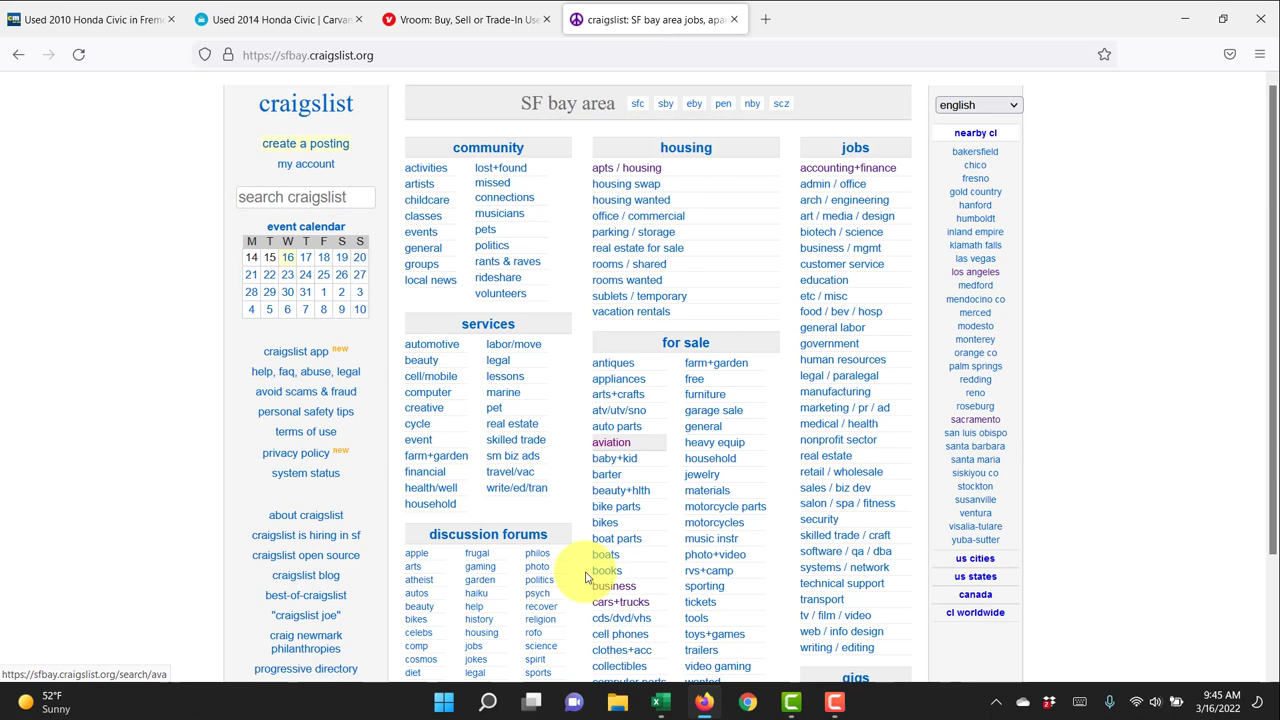 Used 2010 Honda Civic in Frem
Used 2014 Honda Civic | Carvan
Vroom: Buy, Sell or Trade-In Use
craigslist: SF bay area jobs, apa
https://sfbay.craigslist.org
craigslist
create a posting
my account
search craigslist
event calendar
M T W T F S S
14 15 16 17 18 19 20
21 22 23 24 25 26 27
28 29 30 31 1 2 3
4 5 6 7 8 9 10
craigslist app new
help, faq, abuse, legal
avoid scams & fraud
personal safety tips
terms of use
privacy policy new
system status
about craigslist
craigslist is hiring in sf
craigslist open source
craigslist blog
best-of-craigslist
"craigslist joe"
craig newmark
philanthropies
progressive directory
SF bay area sfc sby eby pen nby scz
community
activities
artists
childcare
classes
events
general
groups
local news
lost+found
missed
connections
musicians
pets
politics
rants & raves
rideshare
volunteers
services
automotive
beauty
cell/mobile
computer
creative
cycle
event
farm+garden
financial
health/well
household
labor/move
legal
lessons
marine
pet
real estate
skilled trade
sm biz ads
travel/vac
write/ed/tran
discussion forums
apple
arts
atheist
autos
beauty
bikes
celebs
comp
cosmos
diet
frugal
gaming
garden
haiku
help
history
housing
jobs
jokes
legal
philos
photo
politics
psych
recover
religion
rofo
science
spirit
sports
housing
apts / housing
housing swap
housing wanted
office / commercial
parking / storage
real estate for sale
rooms / shared
rooms wanted
sublets / temporary
vacation rentals
for sale
antiques
appliances
arts+crafts
atv/utv/sno
auto parts
aviation
baby+kid
barter
beauty+hlth
bike parts
bikes
boat parts
boats
books
business
cars+trucks
cds/dvd/vhs
cell phones
clothes+acc
collectibles
computer parts
farm+garden
free
furniture
garage sale
general
heavy equip
household
jewelry
materials
motorcycle parts
motorcycles
music instr
photo+video
rvs+camp
sporting
tickets
tools
toys+games
trailers
video gaming
wanted
jobs
accounting+finance
admin / office
arch / engineering
art / media / design
biotech / science
business / mgmt
customer service
education
etc / misc
food / bev / hosp
general labor
government
human resources
legal / paralegal
manufacturing
marketing / pr / ad
medical / health
nonprofit sector
real estate
retail / wholesale
sales / biz dev
salon / spa / fitness
security
skilled trade / craft
software / qa / dba
systems / network
technical support
transport
tv / film / video
web / info design
writing / editing
gigs
english
nearby cl
bakersfield
chico
fresno
gold country
hanford
humboldt
inland empire
klamath falls
las vegas
los angeles
medford
mendocino co
merced
modesto
monterey
orange co
palm springs
redding
reno
roseburg
sacramento
san luis obispo
santa barbara
santa maria
siskiyou co
stockton
susanville
ventura
visalia-tulare
yuba-sutter
us cities
us states
canada
cl worldwide
https://sfbay.craigslist.org/search/ava
52°F
Sunny
9:45 AM
3/16/2022